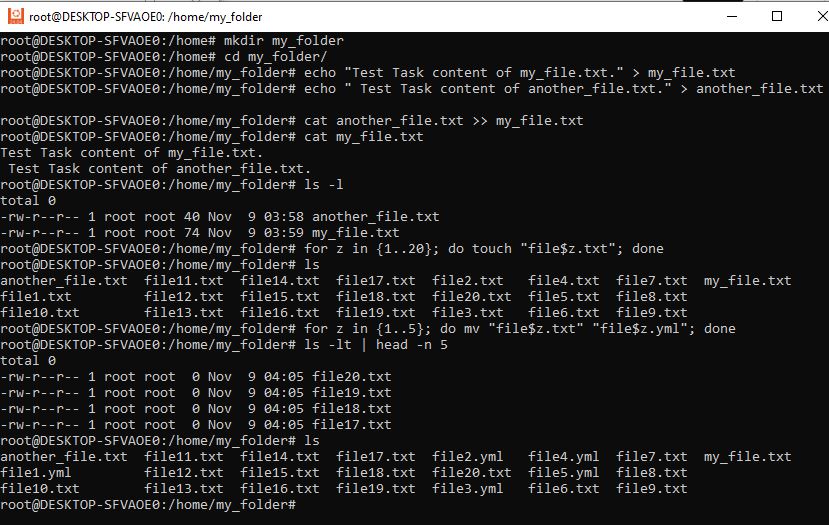 root@DESKTOP-SFVAOE0: /home/my_folder
root@DESKTOP-SFVAOE0:/home# mkdir my_folder
root@DESKTOP-SFVAOE0:/home# cd my_folder/
root@DESKTOP-SFVAOE0:/home/my_folder# echo "Test Task content of my_file.txt." > my_file.txt
root@DESKTOP-SFVAOE0:/home/my_folder# echo " Test Task content of another_file.txt." > another_file.txt
root@DESKTOP-SFVAOE0:/home/my_folder# cat another_file.txt >> my_file.txt
root@DESKTOP-SFVAOE0:/home/my_folder# cat my_file.txt
Test Task content of my_file.txt.
 Test Task content of another_file.txt.
root@DESKTOP-SFVAOE0:/home/my_folder# ls -l
total 0
-rw-r--r-- 1 root root 40 Nov  9 03:58 another_file.txt
-rw-r--r-- 1 root root 74 Nov  9 03:59 my_file.txt
root@DESKTOP-SFVAOE0:/home/my_folder# for z in {1..20}; do touch "file$z.txt"; done
root@DESKTOP-SFVAOE0:/home/my_folder# ls
another_file.txt  file11.txt  file14.txt  file17.txt  file2.txt   file4.txt  file7.txt  my_file.txt
file1.txt         file12.txt  file15.txt  file18.txt  file20.txt  file5.txt  file8.txt
file10.txt        file13.txt  file16.txt  file19.txt  file3.txt   file6.txt  file9.txt
root@DESKTOP-SFVAOE0:/home/my_folder# for z in {1..5}; do mv "file$z.txt" "file$z.yml"; done
root@DESKTOP-SFVAOE0:/home/my_folder# ls -lt | head -n 5
total 0
-rw-r--r-- 1 root root  0 Nov  9 04:05 file20.txt
-rw-r--r-- 1 root root  0 Nov  9 04:05 file19.txt
-rw-r--r-- 1 root root  0 Nov  9 04:05 file18.txt
-rw-r--r-- 1 root root  0 Nov  9 04:05 file17.txt
root@DESKTOP-SFVAOE0:/home/my_folder# ls
another_file.txt  file11.txt  file14.txt  file17.txt  file2.yml   file4.yml  file7.txt  my_file.txt
file1.yml         file12.txt  file15.txt  file18.txt  file20.txt  file5.yml  file8.txt
file10.txt        file13.txt  file16.txt  file19.txt  file3.yml   file6.txt  file9.txt
root@DESKTOP-SFVAOE0:/home/my_folder#